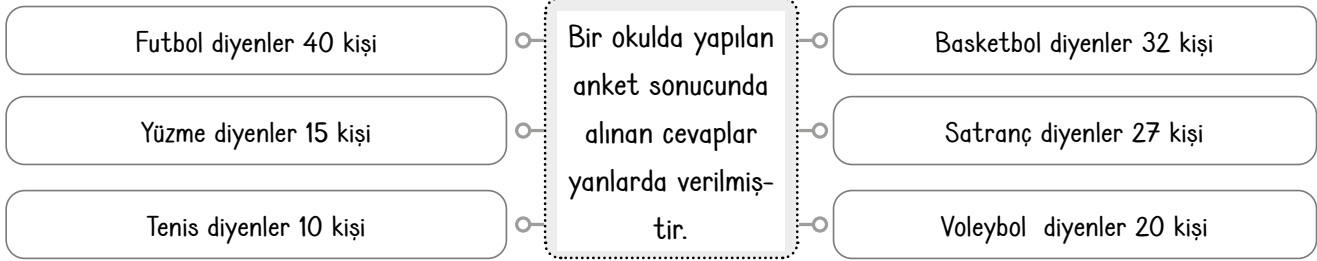 Futbol diyenler 40 kişi
Yüzme diyenler 15 kişi
Tenis diyenler 10 kişi
Bir okulda yapılan
anket sonucunda
alınan cevaplar
yanlarda verilmiş-
tir.
Basketbol diyenler 32 kişi
Satranç diyenler 27 kişi
Voleybol diyenler 20 kişi